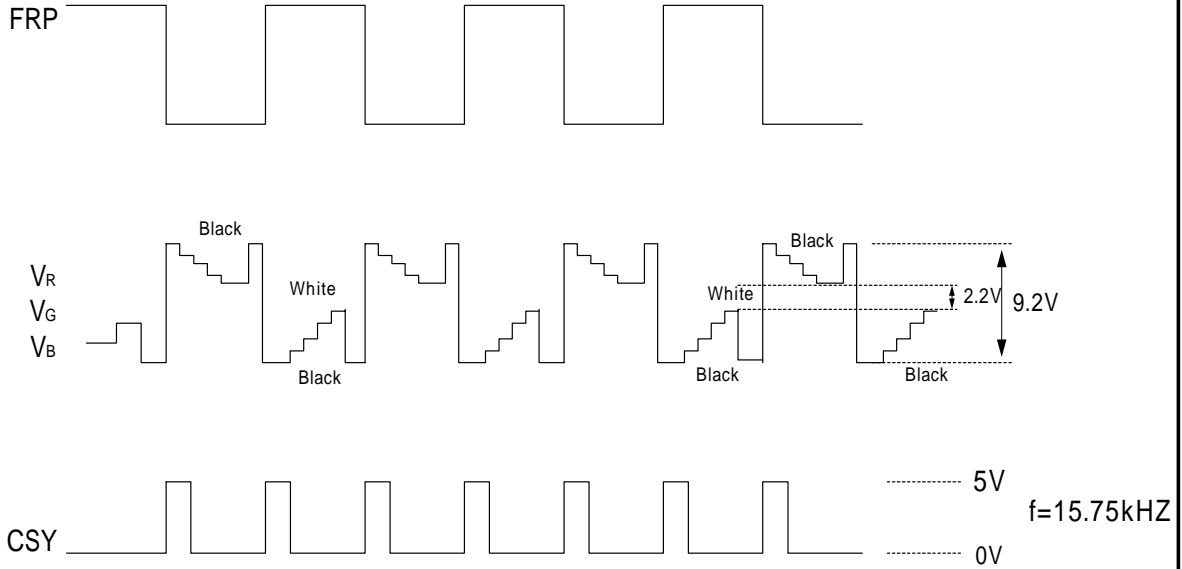 FRP
Black
Black
VR
White
White
2.2V
9.2V
VG
VB
Black
Black
Black
5V
f=15.75kHZ
CSY
0V